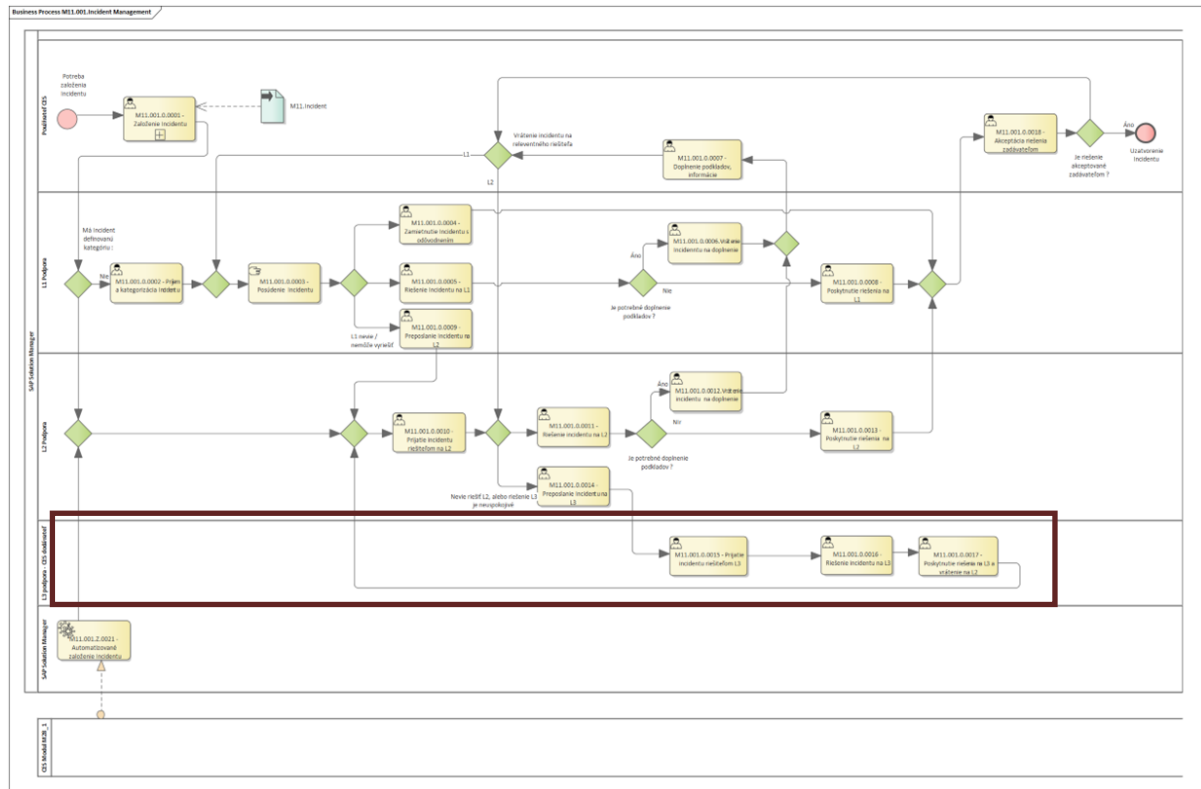 Business Process M11.001.Incident Management
SAP Solution Manager
Používateľ CES
Potreba
založenia
Incidentu
M11.001.0.0001 -
Založenie Incidentu
M11.Incident
Vrátenie incidentu na
releventného riešiteľa
L1
L2
M11.001.0.0007 -
Doplnenie podkladov,
informácie
M11.001.0.0018 -
Akceptácia riešenia
zadávateľom
Áno
Je riešenie
akceptované
zadávateľom ?
Uzatvorenie
Incidentu
L1 Podpora
Má Incident
definovanú
kategóriu :
Nie
M11.001.0.0002 - Príjem
a kategorizácia Incidentu
M11.001.0.0003 -
Posúdenie Incidentu
M11.001.0.0004 -
Zamietnutie incidentu s
odôvodnením
M11.001.0.0005 -
Riešenie incidentu na L1
M11.001.0.0009 -
Preposlanie incidentu na
L2
L1 nevie /
nemôže vyriešiť
Áno
M11.001.0.0006.Vrátenie
Incidenntu na doplnenie
Nie
Je potrebné doplnenie
podkladov ?
M11.001.0.0008 -
Poskytnutie riešenia na
L1
L2 Podpora
M11.001.0.0010 -
Prijatie incidentu
riešiteľom na L2
M11.001.0.0011 -
Riešenie incidentu na L2
Áno
M11.001.0.0012.Vrátenie
incidentu na doplnenie
Nir
Je potrebné doplnenie
podkladov ?
M11.001.0.0013 -
Poskytnutie riešenia na
L2
Nevie riešiť L2, alebo riešenie L3
je neuspokojivé
M11.001.0.0014 -
Preposlanie incidentu na
L3
L3 podpora - CES dodávateľ
M11.001.0.0015 - Prijatie
incidentu riešiteľom L3
M11.001.0.0016 -
Riešenie incidentu na L3
M11.001.0.0017 -
Poskytnutie riešenia na L3 a
vrátenie na L2
SAP Solution Manager
M11.001.2.0021 -
Automatizované
založenie incidentu
CES Modul M2B_1